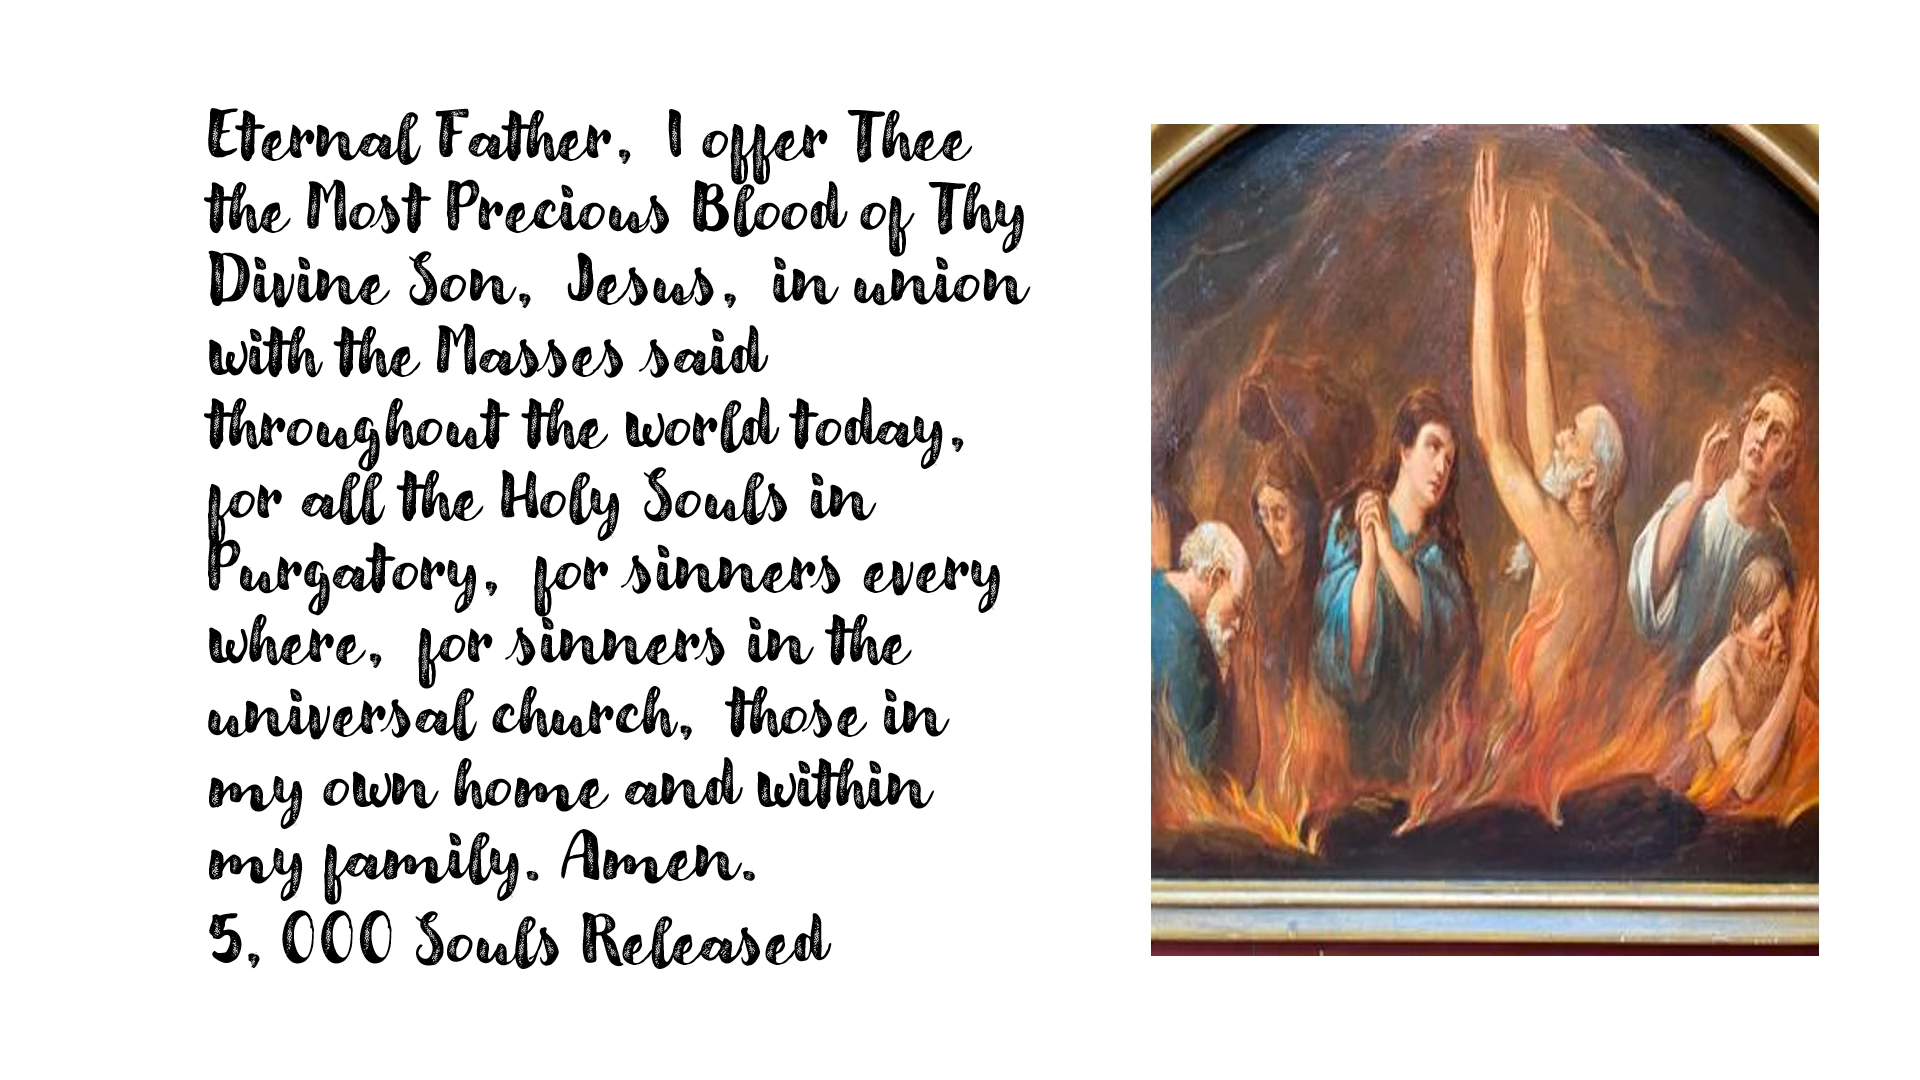 Eternal Father, I offer Thee
the Most Precious Blood of Thy
Divine Son, Jesus, in union
with the Masses said
throughout the world today,
for all the Holy Souls in
Purgatory, for sinners every
where, for sinners in the
universal church, those in
my own home and within
my family. Amen.
5, 000 Souls Released